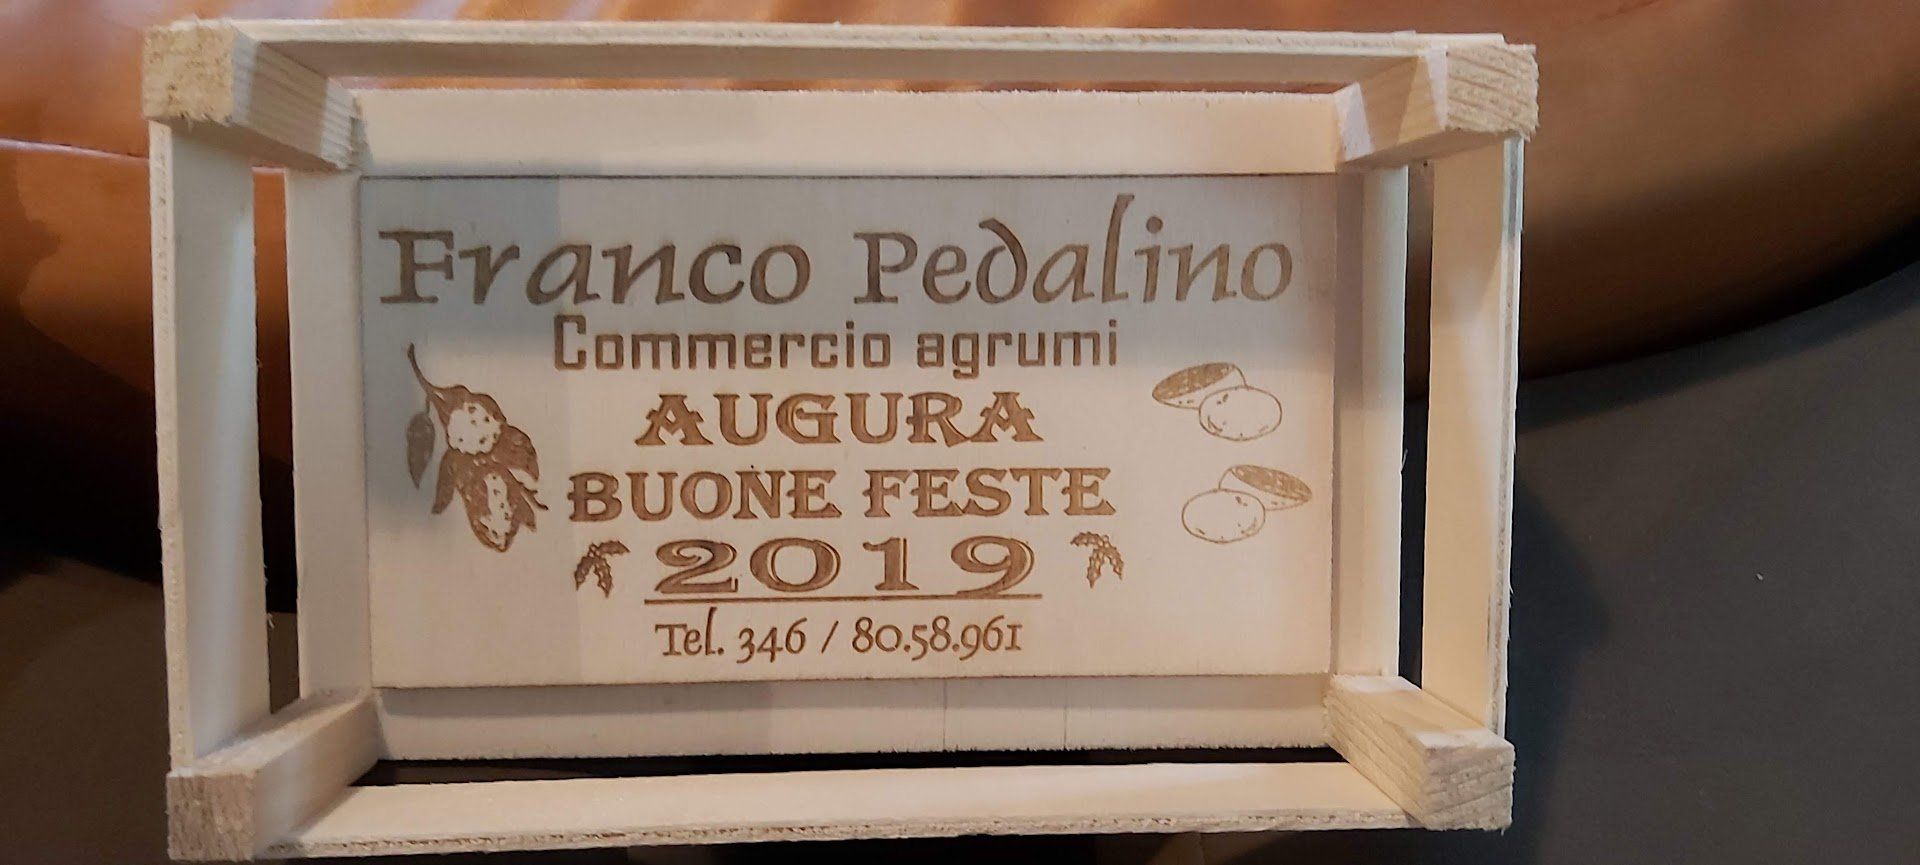 Franco Pedalino
Commercio agrumi
AUGURA
BUONE FESTE
2019
Tel. 346 / 80.58.961